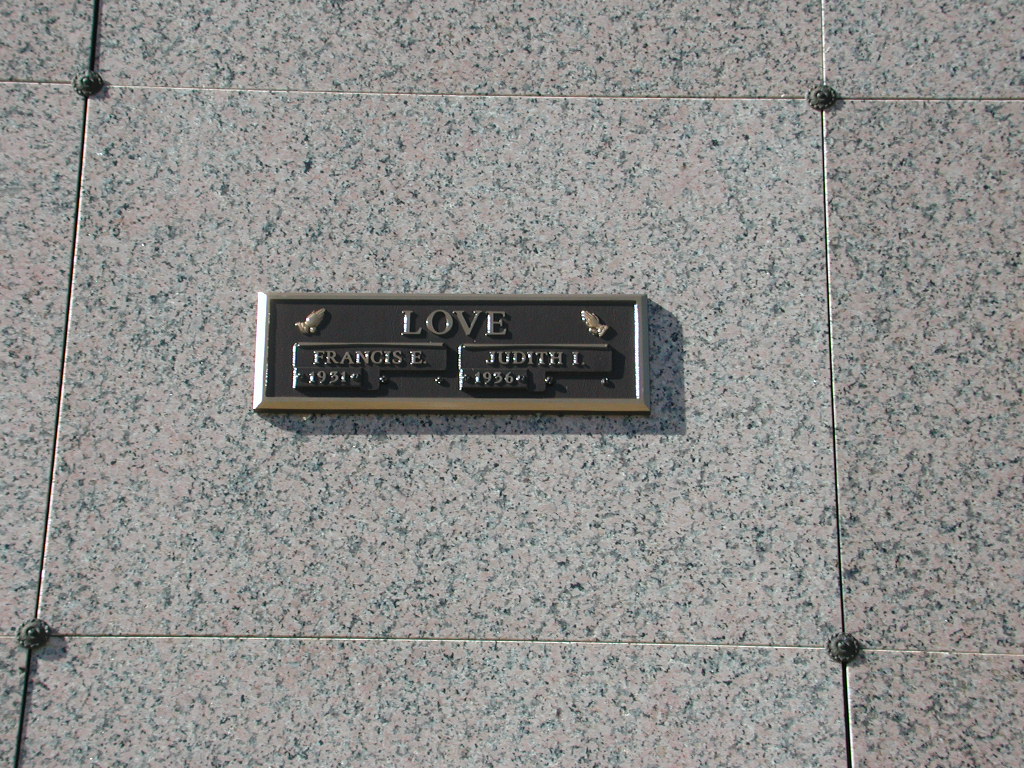 LOVE
FRANCIS E. JUDITH I.
1931- 1936-